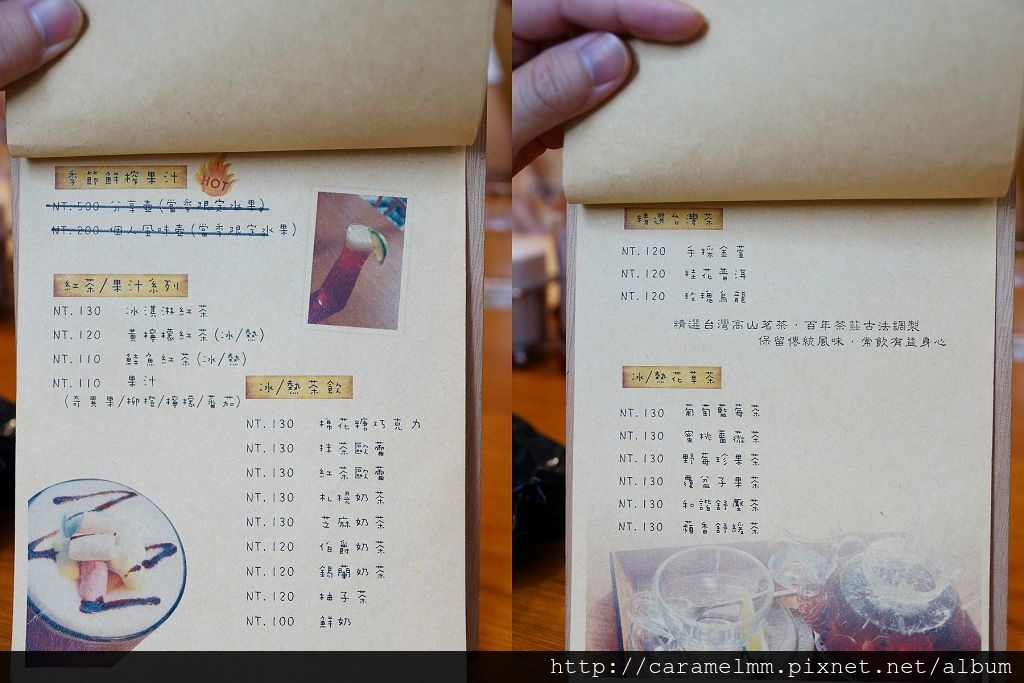 季節鮮榨果汁
HOT
NT.500 分享壺(當季限定水果)
NT.200 個人風味壺(當季限定水果)
紅茶/果汁系列
NT.130 冰淇淋紅茶
NT.120 黃檸檬紅茶(冰/熱)
NT.110 鮭魚紅茶(冰/熱)
NT.110 果汁
(奇異果/柳橙/檸檬/蕃茄)
冰/熱茶飲
NT.130 棉花糖巧克力
NT.130 抹茶歐蕾
NT.130 紅茶歐蕾
NT.130 札模奶茶
NT.130 芝麻奶茶
NT.120 伯爵奶茶
NT.120 錫蘭奶茶
NT.120 柚子茶
NT.100 鮮奶
精選台灣茶
NT.120 手採金萱
NT.120 桂花普洱
NT.120 玫瑰烏龍
精選台灣高山茗茶，百年茶莊古法調製
保留傳統風味，常飲有益身心
冰/熱花草茶
NT.130 葡萄藍莓茶
NT.130 蜜桃薔薇茶
NT.130 野莓珍果茶
NT.130 覆盆子果茶
NT.130 和諧舒壓茶
NT.130 蘋香舒緩茶
http://caramelmm.pixnet.net/album